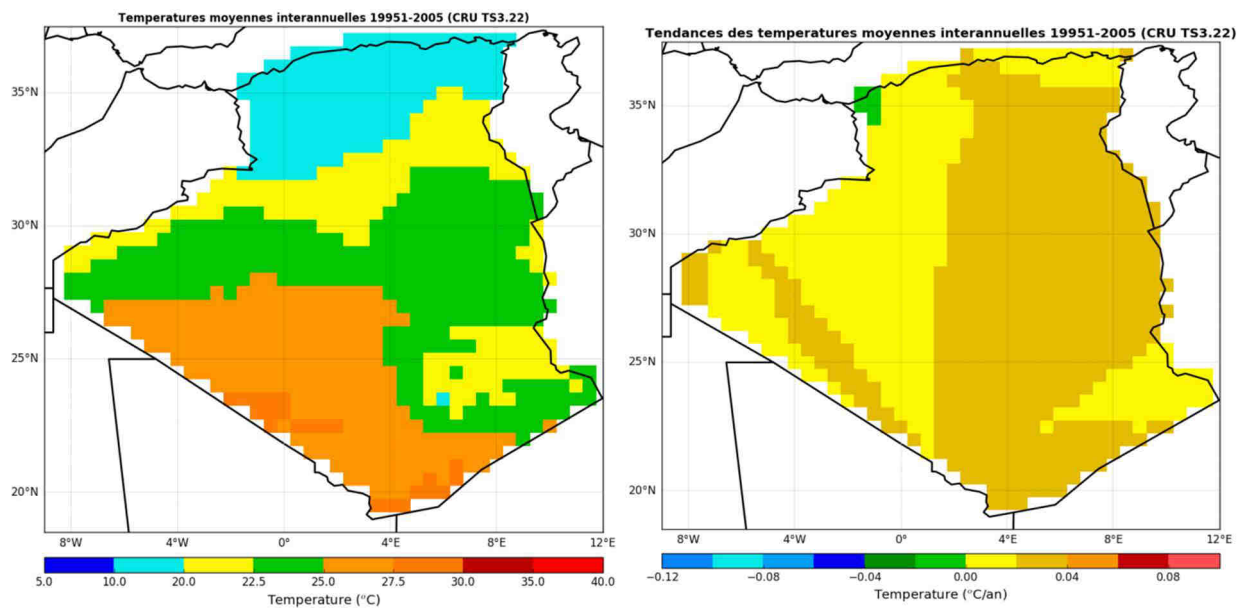 Temperatures moyennes interannuelles 19951-2005 (CRU TS3.22)
35°N
30°N
25°N
20°N
8°W 4°W 0° 4°E 8°E 12°E
5.0 10.0 20.0 22.5 25.0 27.5 30.0 35.0 40.0
Temperature (°C)
Tendances des temperatures moyennes interannuelles 19951-2005 (CRU TS3.22)
35°N
30°N
25°N
20°N
8°W 4°W 0° 4°E 8°E 12°E
−0.12 −0.08 −0.04 0.00 0.04 0.08
Temperature (°C/an)